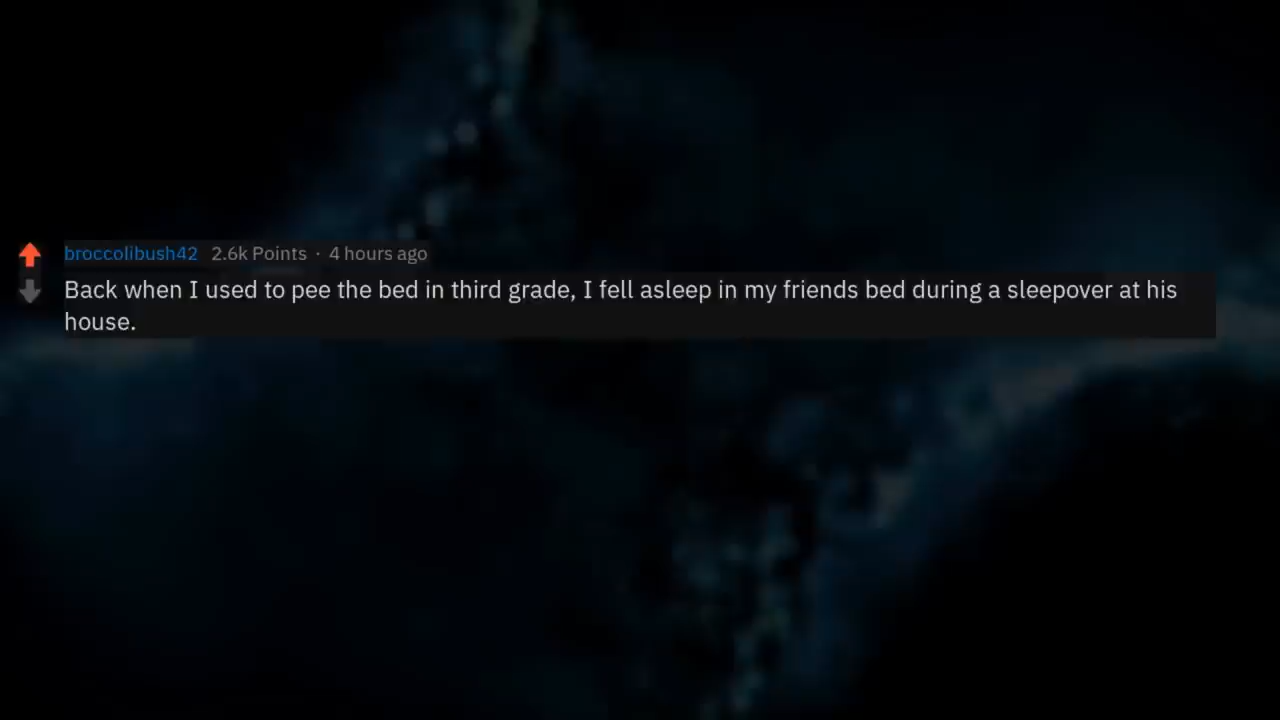 broccolibush42 2.6k Points · 4 hours ago
Back when I used to pee the bed in third grade, I fell asleep in my friends bed during a sleepover at his
house.